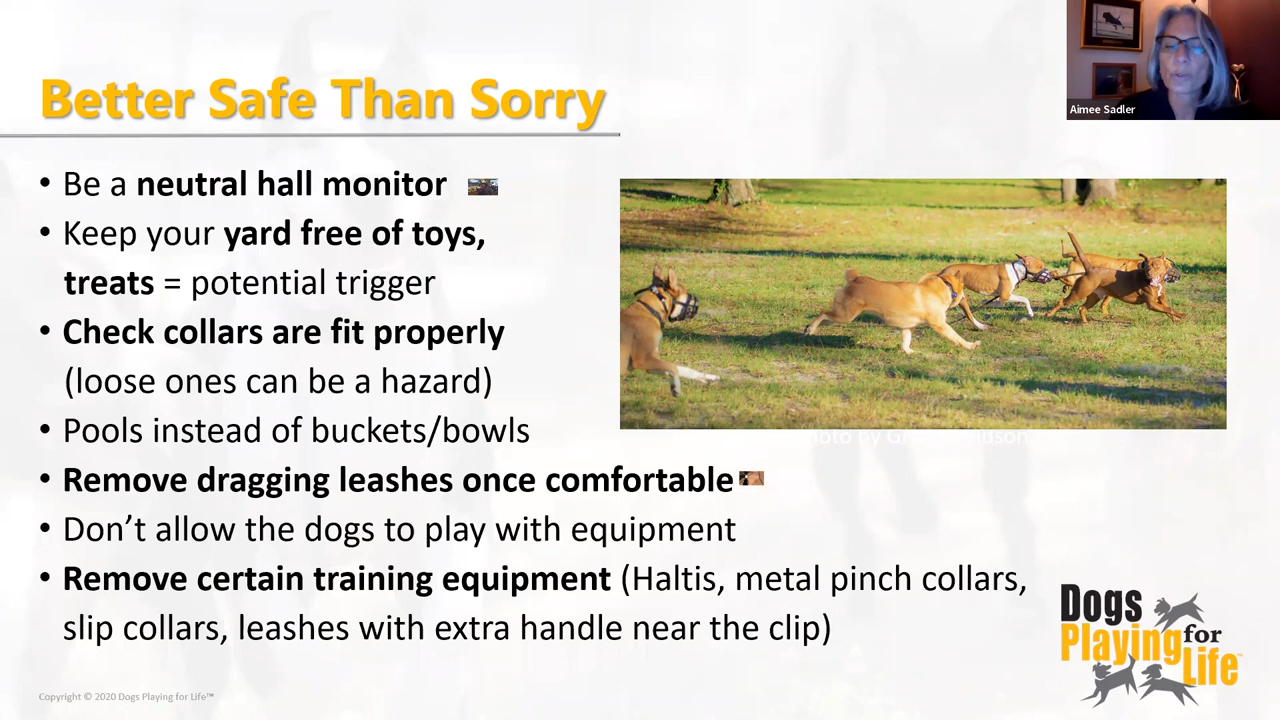 Better Safe Than Sorry
Aimee Sadler
• Be a neutral hall monitor
• Keep your yard free of toys,
treats = potential trigger
• Check collars are fit properly
(loose ones can be a hazard)
• Pools instead of buckets/bowls
• Remove dragging leashes once comfortable
• Don’t allow the dogs to play with equipment
• Remove certain training equipment (Haltis, metal pinch collars,
slip collars, leashes with extra handle near the clip)
Dogs
Playing for
Life™
Copyright © 2020 Dogs Playing for Life™